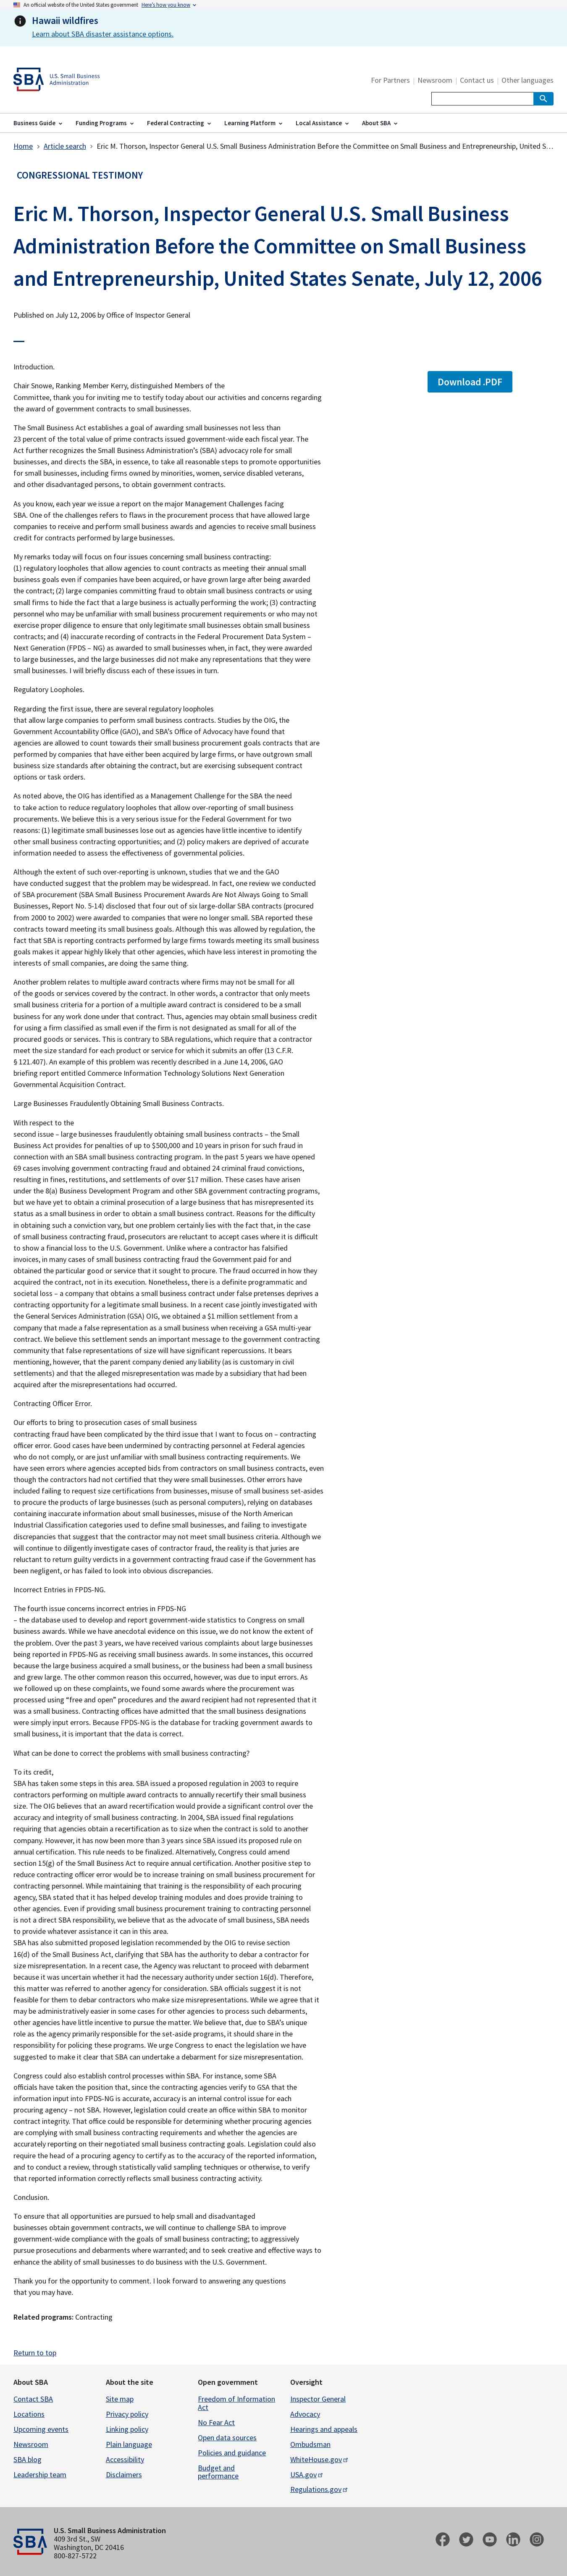 An official website of the United States government Here's how you know
Hawaii wildfires
Learn about SBA disaster assistance options.
SBA U.S. Small Business
Administration
For Partners | Newsroom | Contact us | Other languages
Business Guide Funding Programs Federal Contracting Learning Platform Local Assistance About SBA
Home › Article search › Eric M. Thorson, Inspector General U.S. Small Business Administration Before the Committee on Small Business and Entrepreneurship, United S…
CONGRESSIONAL TESTIMONY
Eric M. Thorson, Inspector General U.S. Small Business
Administration Before the Committee on Small Business
and Entrepreneurship, United States Senate, July 12, 2006
Published on July 12, 2006 by Office of Inspector General
Download .PDF
Introduction.
Chair Snowe, Ranking Member Kerry, distinguished Members of the
Committee, thank you for inviting me to testify today about our activities and concerns regarding
the award of government contracts to small businesses.
The Small Business Act establishes a goal of awarding small businesses not less than
23 percent of the total value of prime contracts issued government-wide each fiscal year. The
Act further recognizes the Small Business Administration's (SBA) advocacy role for small
businesses, and directs the SBA, in essence, to take all reasonable steps to promote opportunities
for small businesses, including firms owned by minorities, women, service disabled veterans,
and other disadvantaged persons, to obtain government contracts.
As you know, each year we issue a report on the major Management Challenges facing
SBA. One of the challenges refers to flaws in the procurement process that have allowed large
companies to receive and perform small business awards and agencies to receive small business
credit for contracts performed by large businesses.
My remarks today will focus on four issues concerning small business contracting:
(1) regulatory loopholes that allow agencies to count contracts as meeting their annual small
business goals even if companies have been acquired, or have grown large after being awarded
the contract; (2) large companies committing fraud to obtain small business contracts or using
small firms to hide the fact that a large business is actually performing the work; (3) contracting
personnel who may be unfamiliar with small business procurement requirements or who may not
exercise proper diligence to ensure that only legitimate small businesses obtain small business
contracts; and (4) inaccurate recording of contracts in the Federal Procurement Data System –
Next Generation (FPDS – NG) as awarded to small businesses when, in fact, they were awarded
to large businesses, and the large businesses did not make any representations that they were
small businesses. I will briefly discuss each of these issues in turn.
Regulatory Loopholes.
Regarding the first issue, there are several regulatory loopholes
that allow large companies to perform small business contracts. Studies by the OIG, the
Government Accountability Office (GAO), and SBA's Office of Advocacy have found that
agencies are allowed to count towards their small business procurement goals contracts that are
performed by companies that have either been acquired by large firms, or have outgrown small
business size standards after obtaining the contract, but are exercising subsequent contract
options or task orders.
As noted above, the OIG has identified as a Management Challenge for the SBA the need
to take action to reduce regulatory loopholes that allow over-reporting of small business
procurements. We believe this is a very serious issue for the Federal Government for two
reasons: (1) legitimate small businesses lose out as agencies have little incentive to identify
other small business contracting opportunities; and (2) policy makers are deprived of accurate
information needed to assess the effectiveness of governmental policies.
Although the extent of such over-reporting is unknown, studies that we and the GAO
have conducted suggest that the problem may be widespread. In fact, one review we conducted
of SBA procurement (SBA Small Business Procurement Awards Are Not Always Going to Small
Businesses, Report No. 5-14) disclosed that four out of six large-dollar SBA contracts (procured
from 2000 to 2002) were awarded to companies that were no longer small. SBA reported these
contracts toward meeting its small business goals. Although this was allowed by regulation, the
fact that SBA is reporting contracts performed by large firms towards meeting its small business
goals makes it appear highly likely that other agencies, which have less interest in promoting the
interests of small companies, are doing the same thing.
Another problem relates to multiple award contracts where firms may not be small for all
of the goods or services covered by the contract. In other words, a contractor that only meets
small business criteria for a portion of a multiple award contract is considered to be a small
business for any work done under that contract. Thus, agencies may obtain small business credit
for using a firm classified as small even if the firm is not designated as small for all of the
procured goods or services. This is contrary to SBA regulations, which require that a contractor
meet the size standard for each product or service for which it submits an offer (13 C.F.R.
§ 121.407). An example of this problem was recently described in a June 14, 2006, GAO
briefing report entitled Commerce Information Technology Solutions Next Generation
Governmental Acquisition Contract.
Large Businesses Fraudulently Obtaining Small Business Contracts.
With respect to the
second issue – large businesses fraudulently obtaining small business contracts – the Small
Business Act provides for penalties of up to $500,000 and 10 years in prison for such fraud in
connection with an SBA small business contracting program. In the past 5 years we have opened
69 cases involving government contracting fraud and obtained 24 criminal fraud convictions,
resulting in fines, restitutions, and settlements of over $17 million. These cases have arisen
under the 8(a) Business Development Program and other SBA government contracting programs,
but we have yet to obtain a criminal prosecution of a large business that has misrepresented its
status as a small business in order to obtain a small business contract. Reasons for the difficulty
in obtaining such a conviction vary, but one problem certainly lies with the fact that, in the case
of small business contracting fraud, prosecutors are reluctant to accept cases where it is difficult
to show a financial loss to the U.S. Government. Unlike where a contractor has falsified
invoices, in many cases of small business contracting fraud the Government paid for and
obtained the particular good or service that it sought to procure. The fraud occurred in how they
acquired the contract, not in its execution. Nonetheless, there is a definite programmatic and
societal loss – a company that obtains a small business contract under false pretenses deprives a
contracting opportunity for a legitimate small business. In a recent case jointly investigated with
the General Services Administration (GSA) OIG, we obtained a $1 million settlement from a
company that made a false representation as a small business when receiving a GSA multi-year
contract. We believe this settlement sends an important message to the government contracting
community that false representations of size will have significant repercussions. It bears
mentioning, however, that the parent company denied any liability (as is customary in civil
settlements) and that the alleged misrepresentation was made by a subsidiary that had been
acquired after the misrepresentations had occurred.
Contracting Officer Error.
Our efforts to bring to prosecution cases of small business
contracting fraud have been complicated by the third issue that I want to focus on – contracting
officer error. Good cases have been undermined by contracting personnel at Federal agencies
who do not comply, or are just unfamiliar with small business contracting requirements. We
have seen errors where agencies accepted bids from contractors on small business contracts, even
though the contractors had not certified that they were small businesses. Other errors have
included failing to request size certifications from businesses, misuse of small business set-asides
to procure the products of large businesses (such as personal computers), relying on databases
containing inaccurate information about small businesses, misuse of the North American
Industrial Classification categories used to define small businesses, and failing to investigate
discrepancies that suggest that a contractor may not meet small business criteria. Although we
will continue to diligently investigate cases of contractor fraud, the reality is that juries are
reluctant to return guilty verdicts in a government contracting fraud case if the Government has
been negligent, or has failed to look into obvious discrepancies.
Incorrect Entries in FPDS-NG.
The fourth issue concerns incorrect entries in FPDS-NG
– the database used to develop and report government-wide statistics to Congress on small
business awards. While we have anecdotal evidence on this issue, we do not know the extent of
the problem. Over the past 3 years, we have received various complaints about large businesses
being reported in FPDS-NG as receiving small business awards. In some instances, this occurred
because the large business acquired a small business, or the business had been a small business
and grew large. The other common reason this occurred, however, was due to input errors. As
we followed up on these complaints, we found some awards where the procurement was
processed using “free and open” procedures and the award recipient had not represented that it
was a small business. Contracting offices have admitted that the small business designations
were simply input errors. Because FPDS-NG is the database for tracking government awards to
small business, it is important that the data is correct.
What can be done to correct the problems with small business contracting?
To its credit,
SBA has taken some steps in this area. SBA issued a proposed regulation in 2003 to require
contractors performing on multiple award contracts to annually recertify their small business
size. The OIG believes that an award recertification would provide a significant control over the
accuracy and integrity of small business contracting. In 2004, SBA issued final regulations
requiring that agencies obtain a recertification as to size when the contract is sold to another
company. However, it has now been more than 3 years since SBA issued its proposed rule on
annual certification. This rule needs to be finalized. Alternatively, Congress could amend
section 15(g) of the Small Business Act to require annual certification. Another positive step to
reduce contracting officer error would be to increase training on small business procurement for
contracting personnel. While maintaining that training is the responsibility of each procuring
agency, SBA stated that it has helped develop training modules and does provide training to
other agencies. Even if providing small business procurement training to contracting personnel
is not a direct SBA responsibility, we believe that as the advocate of small business, SBA needs
to provide whatever assistance it can in this area.
SBA has also submitted proposed legislation recommended by the OIG to revise section
16(d) of the Small Business Act, clarifying that SBA has the authority to debar a contractor for
size misrepresentation. In a recent case, the Agency was reluctant to proceed with debarment
because it was uncertain whether it had the necessary authority under section 16(d). Therefore,
this matter was referred to another agency for consideration. SBA officials suggest it is not
feasible for them to debar contractors who make size misrepresentations. While we agree that it
may be administratively easier in some cases for other agencies to process such debarments,
other agencies have little incentive to pursue the matter. We believe that, due to SBA's unique
role as the agency primarily responsible for the set-aside programs, it should share in the
responsibility for policing these programs. We urge Congress to enact the legislation we have
suggested to make it clear that SBA can undertake a debarment for size misrepresentation.
Congress could also establish control processes within SBA. For instance, some SBA
officials have taken the position that, since the contracting agencies verify to GSA that the
information input into FPDS-NG is accurate, accuracy is an internal control issue for each
procuring agency – not SBA. However, legislation could create an office within SBA to monitor
contract integrity. That office could be responsible for determining whether procuring agencies
are complying with small business contracting requirements and whether the agencies are
accurately reporting on their negotiated small business contracting goals. Legislation could also
require the head of a procuring agency to certify as to the accuracy of the reported information,
and to conduct a review, through statistically valid sampling techniques or otherwise, to verify
that reported information correctly reflects small business contracting activity.
Conclusion.
To ensure that all opportunities are pursued to help small and disadvantaged
businesses obtain government contracts, we will continue to challenge SBA to improve
government-wide compliance with the goals of small business contracting; to aggressively
pursue prosecutions and debarments where warranted; and to seek creative and effective ways to
enhance the ability of small businesses to do business with the U.S. Government.
Thank you for the opportunity to comment. I look forward to answering any questions
that you may have.
Related programs: Contracting
Return to top
About SBA
Contact SBA
Locations
Upcoming events
Newsroom
SBA blog
Leadership team
About the site
Site map
Privacy policy
Linking policy
Plain language
Accessibility
Disclaimers
Open government
Freedom of Information
Act
No Fear Act
Open data sources
Policies and guidance
Budget and
performance
Oversight
Inspector General
Advocacy
Hearings and appeals
Ombudsman
WhiteHouse.gov
USA.gov
Regulations.gov
SBA
U.S. Small Business Administration
409 3rd St., SW
Washington, DC 20416
800-827-5722